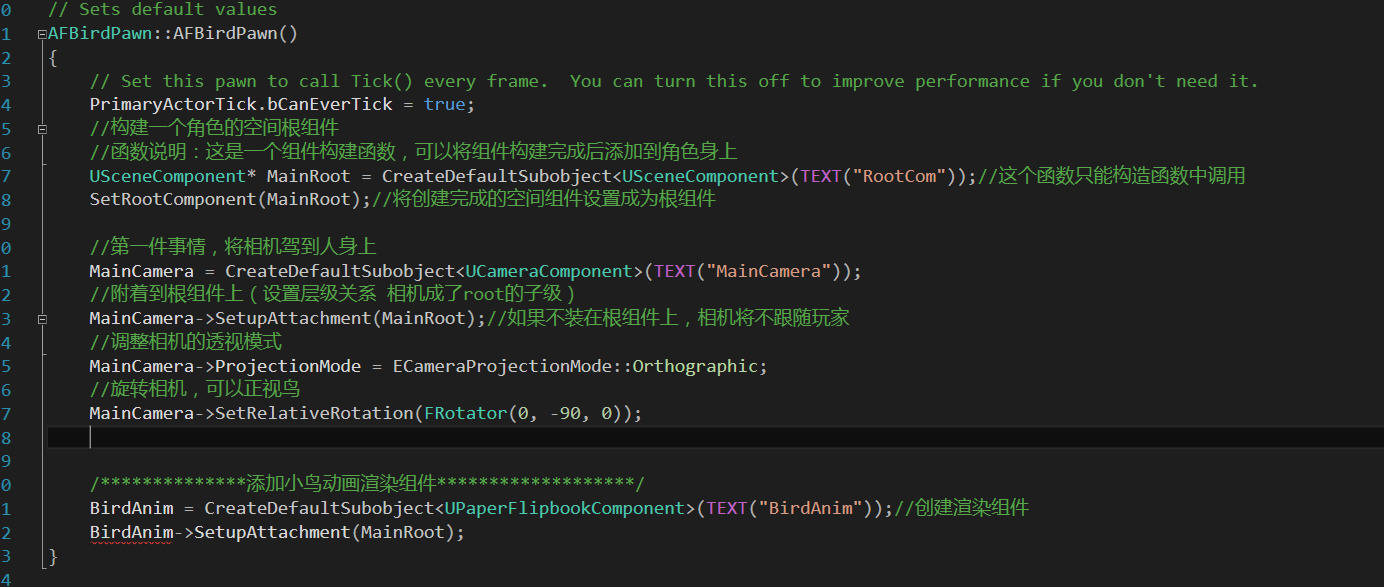 0 // Sets default values
1 AFBirdPawn::AFBirdPawn()
2 {
3 // Set this pawn to call Tick() every frame.  You can turn this off to improve performance if you don't need it.
4 PrimaryActorTick.bCanEverTick = true;
5 //构建一个角色的空间根组件
6 //函数说明：这是一个组件构建函数，可以将组件构建完成后添加到角色身上
7 USceneComponent* MainRoot = CreateDefaultSubobject<USceneComponent>(TEXT("RootCom"));//这个函数只能构造函数中调用
8 SetRootComponent(MainRoot);//将创建完成的空间组件设置成为根组件
9
0 //第一件事情，将相机驾到人身上
1 MainCamera = CreateDefaultSubobject<UCameraComponent>(TEXT("MainCamera"));
2 //附着到根组件上（设置层级关系 相机成了root的子级）
3 MainCamera->SetupAttachment(MainRoot);//如果不装在根组件上，相机将不跟随玩家
4 //调整相机的透视模式
5 MainCamera->ProjectionMode = ECameraProjectionMode::Orthographic;
6 //旋转相机，可以正视鸟
7 MainCamera->SetRelativeRotation(FRotator(0, -90, 0));
8
9
0 /**************添加小鸟动画渲染组件*******************/
1 BirdAnim = CreateDefaultSubobject<UPaperFlipbookComponent>(TEXT("BirdAnim"));//创建渲染组件
2 BirdAnim->SetupAttachment(MainRoot);
3 }
4